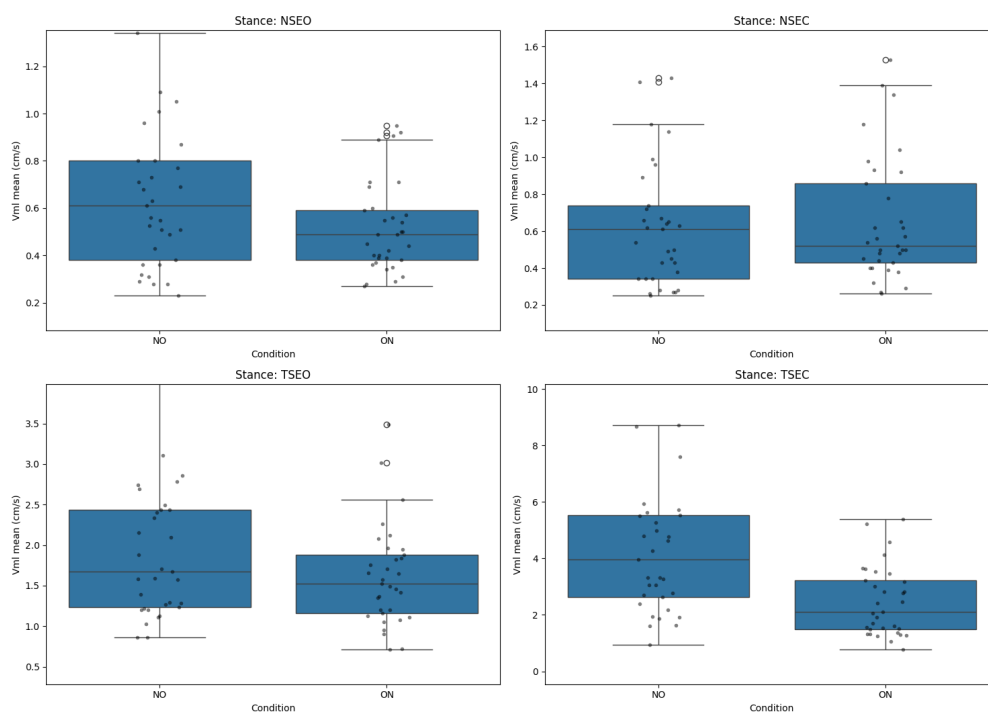 Stance: NSEO
Vml mean (cm/s)
1.2
1.0
0.8
0.6
0.4
0.2
NO
ON
Condition
Stance: NSEC
Vml mean (cm/s)
1.6
1.4
1.2
1.0
0.8
0.6
0.4
0.2
NO
ON
Condition
Stance: TSEO
Vml mean (cm/s)
3.5
3.0
2.5
2.0
1.5
1.0
0.5
NO
ON
Condition
Stance: TSEC
Vml mean (cm/s)
10
8
6
4
2
0
NO
ON
Condition